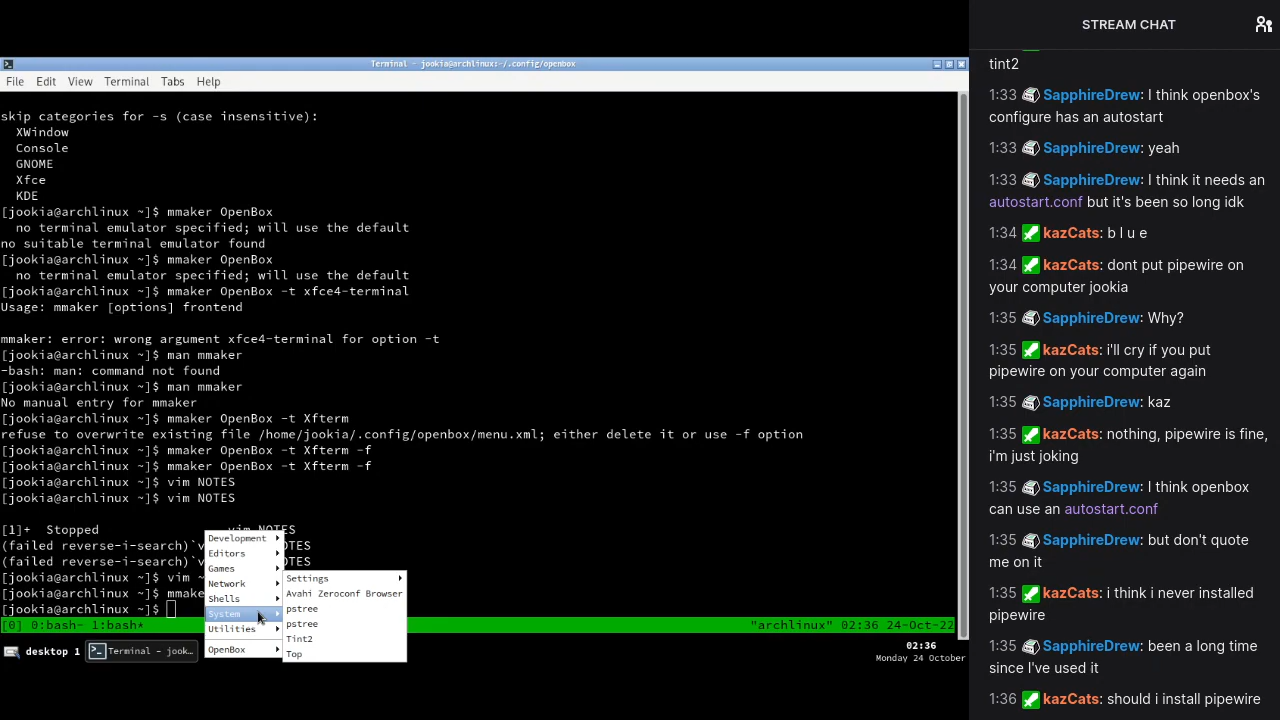 Terminal - jookia@archlinux:~/.config/openbox
File Edit View Terminal Tabs Help
skip categories for -s (case insensitive):
XWindow
Console
GNOME
Xfce
KDE
[jookia@archlinux ~]$ mmaker OpenBox
no terminal emulator specified; will use the default
no suitable terminal emulator found
[jookia@archlinux ~]$ mmaker OpenBox
no terminal emulator specified; will use the default
[jookia@archlinux ~]$ mmaker OpenBox -t xfce4-terminal
Usage: mmaker [options] frontend
mmaker: error: wrong argument xfce4-terminal for option -t
[jookia@archlinux ~]$ man mmaker
-bash: man: command not found
[jookia@archlinux ~]$ man mmaker
No manual entry for mmaker
[jookia@archlinux ~]$ mmaker OpenBox -t Xfterm
refuse to overwrite existing file /home/jookia/.config/openbox/menu.xml; either delete it or use -f option
[jookia@archlinux ~]$ mmaker OpenBox -t Xfterm -f
[jookia@archlinux ~]$ mmaker OpenBox -t Xfterm -f
[jookia@archlinux ~]$ vim NOTES
[jookia@archlinux ~]$ vim NOTES
[1]+ Stopped vim NOTES
(failed reverse-i-search)`v OTES
(failed reverse-i-search)`v OTES
[jookia@archlinux ~]$ vim ~
[jookia@archlinux ~]$ mmake
[jookia@archlinux ~]$
Development
Editors
Games
Network
Shells
System
Utilities
OpenBox
Settings
Avahi Zeroconf Browser
pstree
pstree
Tint2
Top
[0] 0:bash- 1:bash* "archlinux" 02:36 24-Oct-22
desktop 1 Terminal - jook... 02:36
Monday 24 October
STREAM CHAT
tint2
1:33 SapphireDrew: I think openbox's
configure has an autostart
1:33 SapphireDrew: yeah
1:33 SapphireDrew: I think it needs an
autostart.conf but it's been so long idk
1:34 kazCats: b l u e
1:34 kazCats: dont put pipewire on
your computer jookia
1:35 SapphireDrew: Why?
1:35 kazCats: i'll cry if you put
pipewire on your computer again
1:35 SapphireDrew: kaz
1:35 kazCats: nothing, pipewire is fine,
i'm just joking
1:35 SapphireDrew: I think openbox
can use an autostart.conf
1:35 SapphireDrew: but don't quote
me on it
1:35 kazCats: i think i never installed
pipewire
1:35 SapphireDrew: been a long time
since I've used it
1:36 kazCats: should i install pipewire